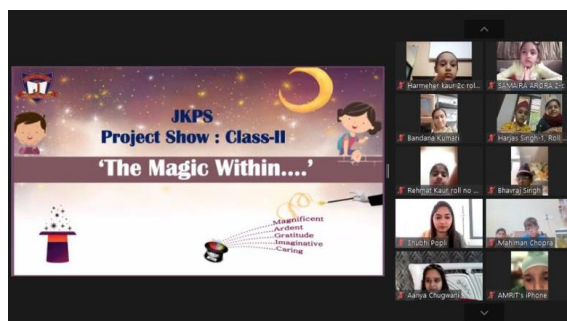 JKPS
Project Show : Class-II
‘The Magic Within....’
Magnificent
Ardent
Gratitude
Imaginative
Caring
Harmeher kaur 2c rol...
SAMAIRA ARORA 2-c
Bandana Kumari
Harjas Singh-1, Roll ...
Rehmat Kaur roll no ...
Bhavraj Singh
Shubhi Popli
Mahiman Chopra
Aanya Chugwani
AMRIT's iPhone